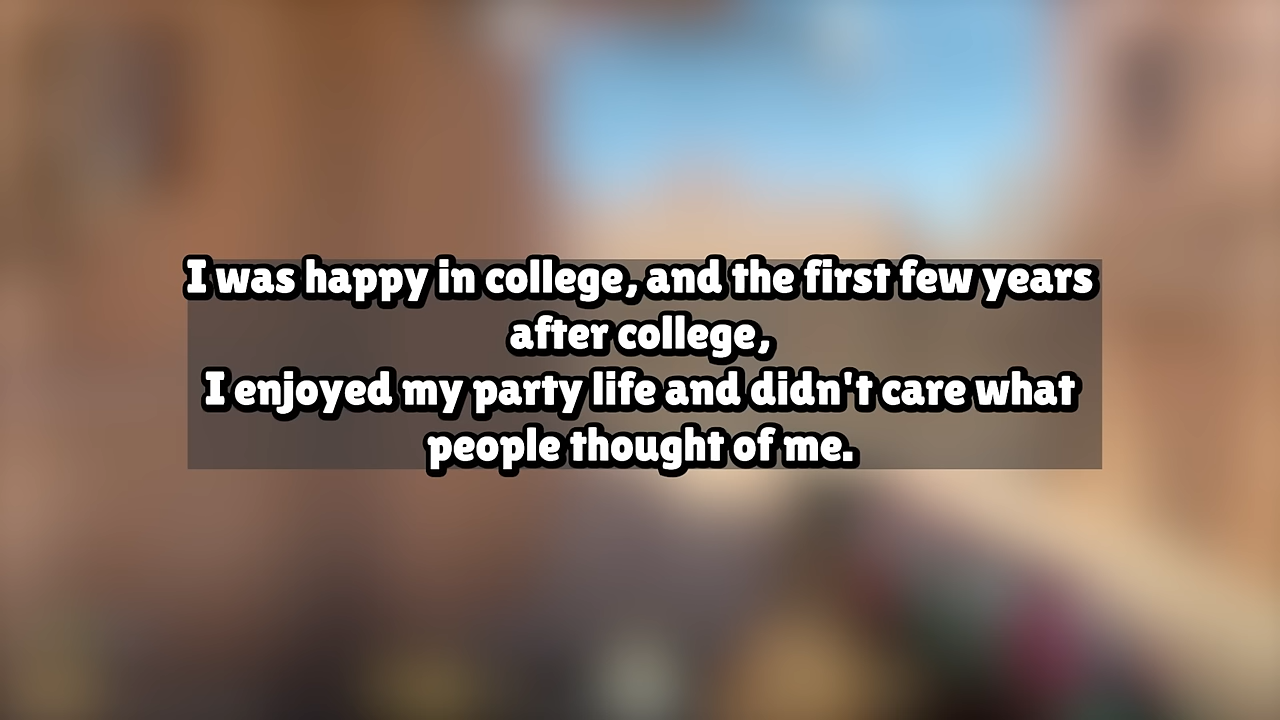 I was happy in college, and the first few years
after college,
I enjoyed my party life and didn't care what
people thought of me.